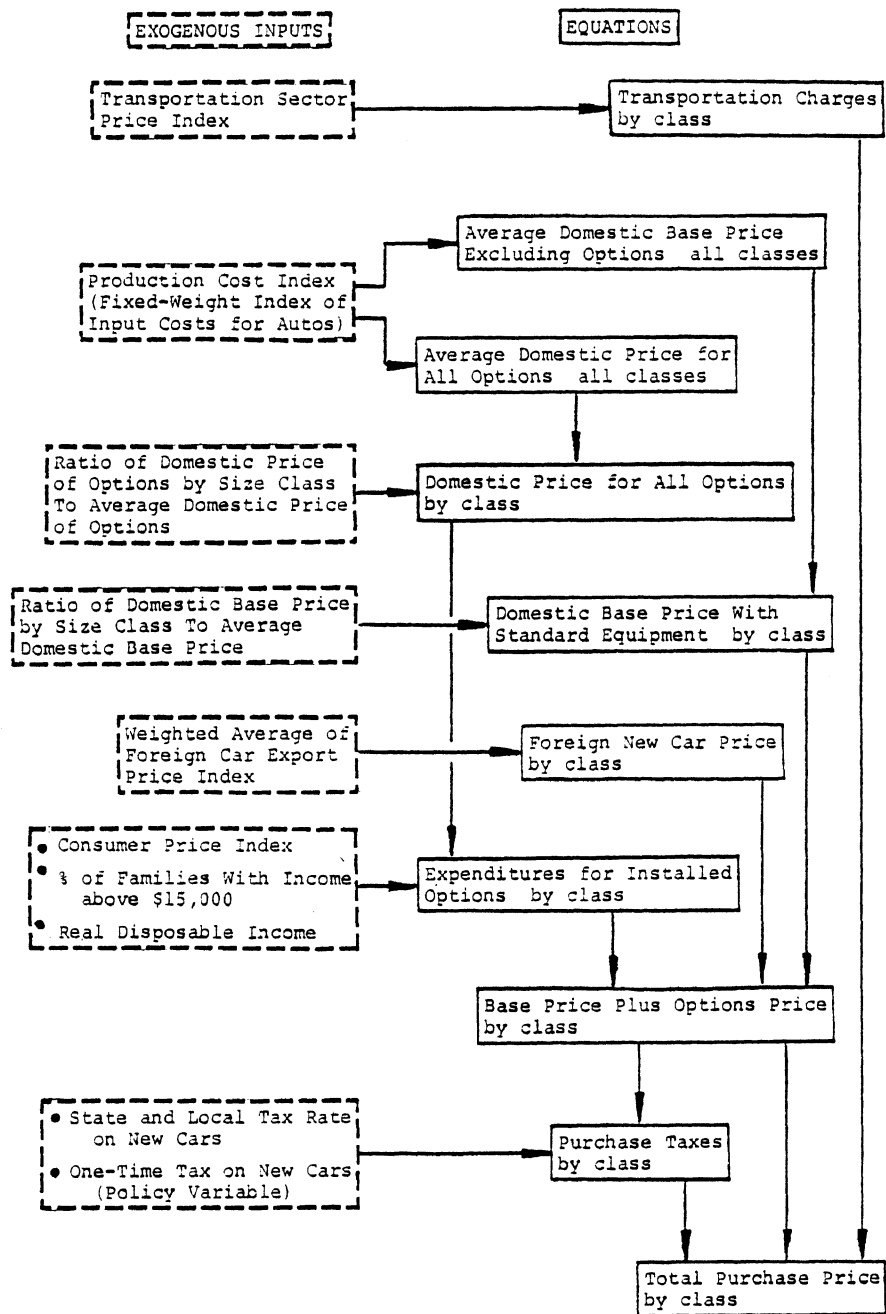 EXOGENOUS INPUTS
EQUATIONS
Transportation Sector
Price Index
Transportation Charges
by class
Average Domestic Base Price
Excluding Options all classes
Production Cost Index
(Fixed-Weight Index of
Input Costs for Autos)
Average Domestic Price for
All Options all classes
Ratio of Domestic Price
of Options by Size Class
To Average Domestic Price
of Options
Domestic Price for All Options
by class
Ratio of Domestic Base Price
by Size Class To Average
Domestic Base Price
Domestic Base Price With
Standard Equipment by class
Weighted Average of
Foreign Car Export
Price Index
Foreign New Car Price
by class
• Consumer Price Index
• % of Families With Income
above $15,000
• Real Disposable Income
Expenditures for Installed
Options by class
Base Price Plus Options Price
by class
• State and Local Tax Rate
on New Cars
• One-Time Tax on New Cars
(Policy Variable)
Purchase Taxes
by class
Total Purchase Price
by class